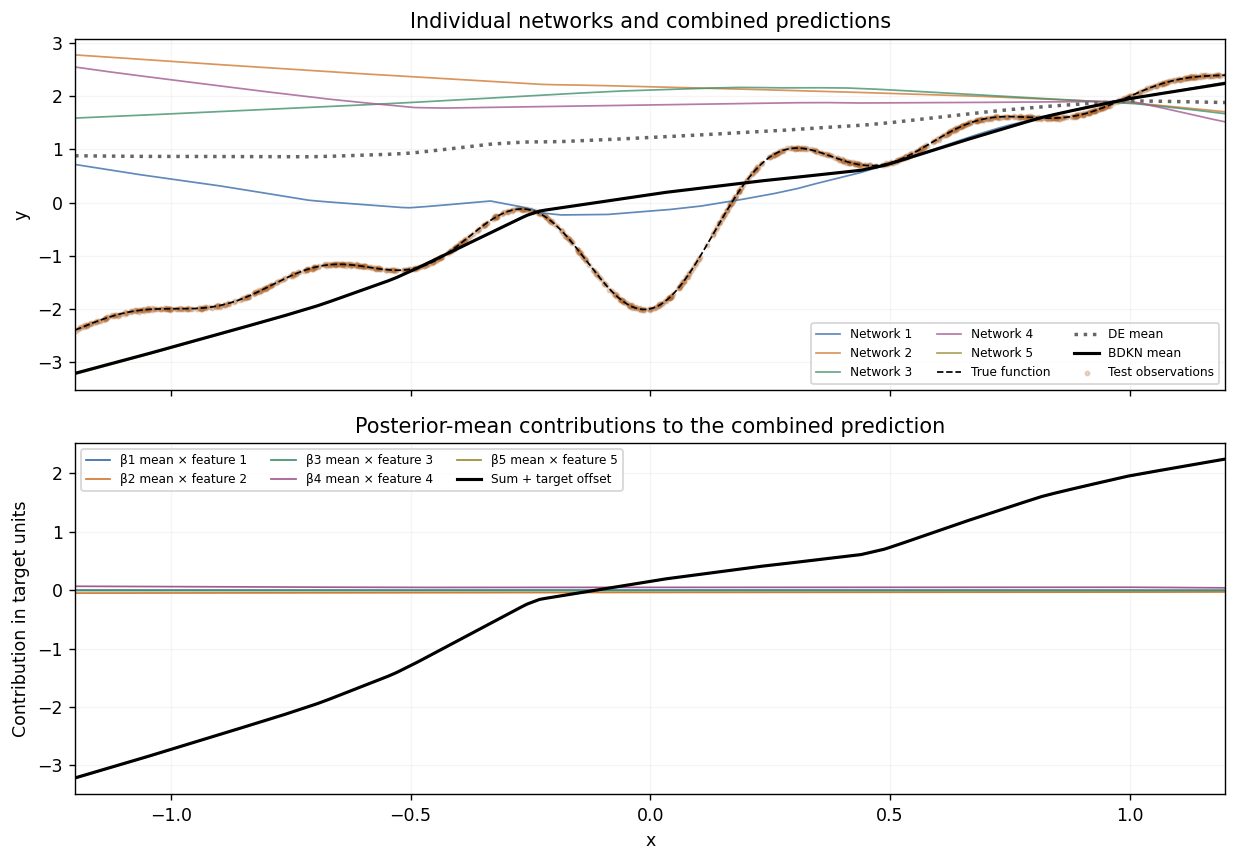 Individual networks and combined predictions
3
2
1
0
−1
−2
−3
y
Network 1
Network 2
Network 3
Network 4
Network 5
True function
DE mean
BDKN mean
Test observations
Posterior-mean contributions to the combined prediction
β1 mean × feature 1
β2 mean × feature 2
β3 mean × feature 3
β4 mean × feature 4
β5 mean × feature 5
Sum + target offset
2
1
0
−1
−2
−3
Contribution in target units
−1.0
−0.5
0.0
0.5
1.0
x